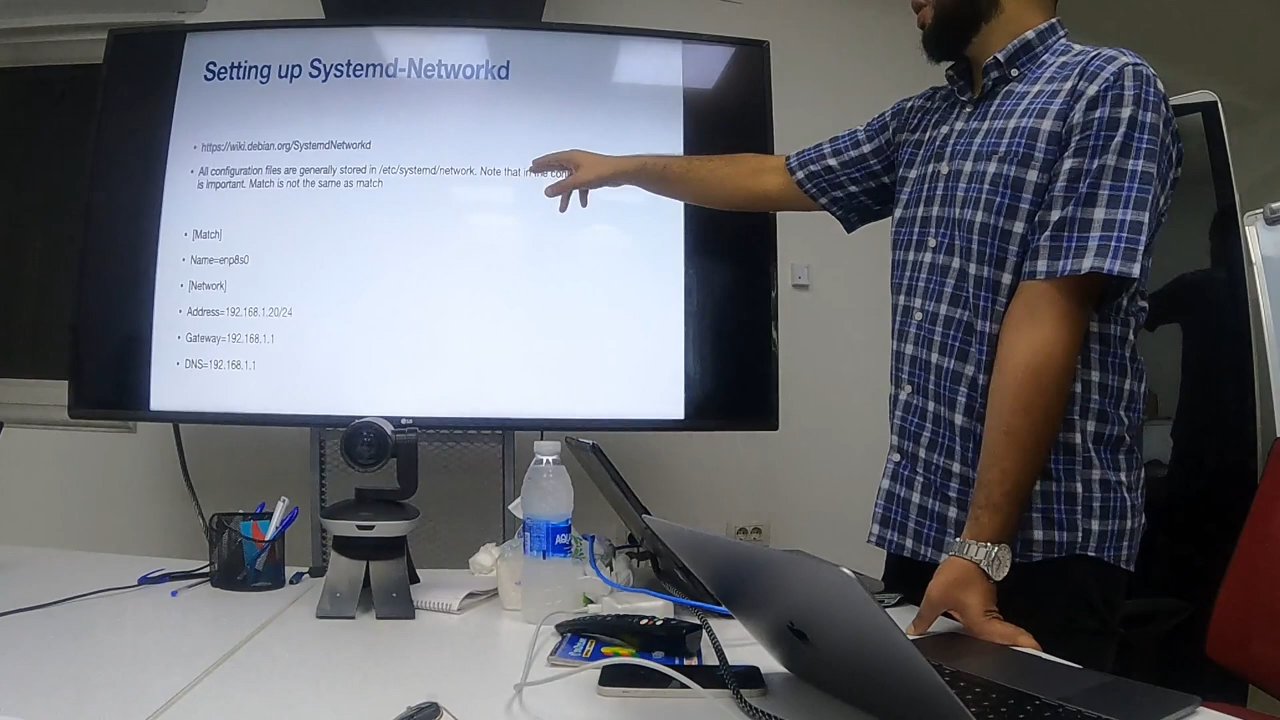 Setting up Systemd-Networkd
• https://wiki.debian.org/SystemdNetworkd
• All configuration files are generally stored in /etc/systemd/network. Note that in the
is important. Match is not the same as match
• [Match]
• Name=enp8s0
• [Network]
• Address=192.168.1.20/24
• Gateway=192.168.1.1
• DNS=192.168.1.1
LG